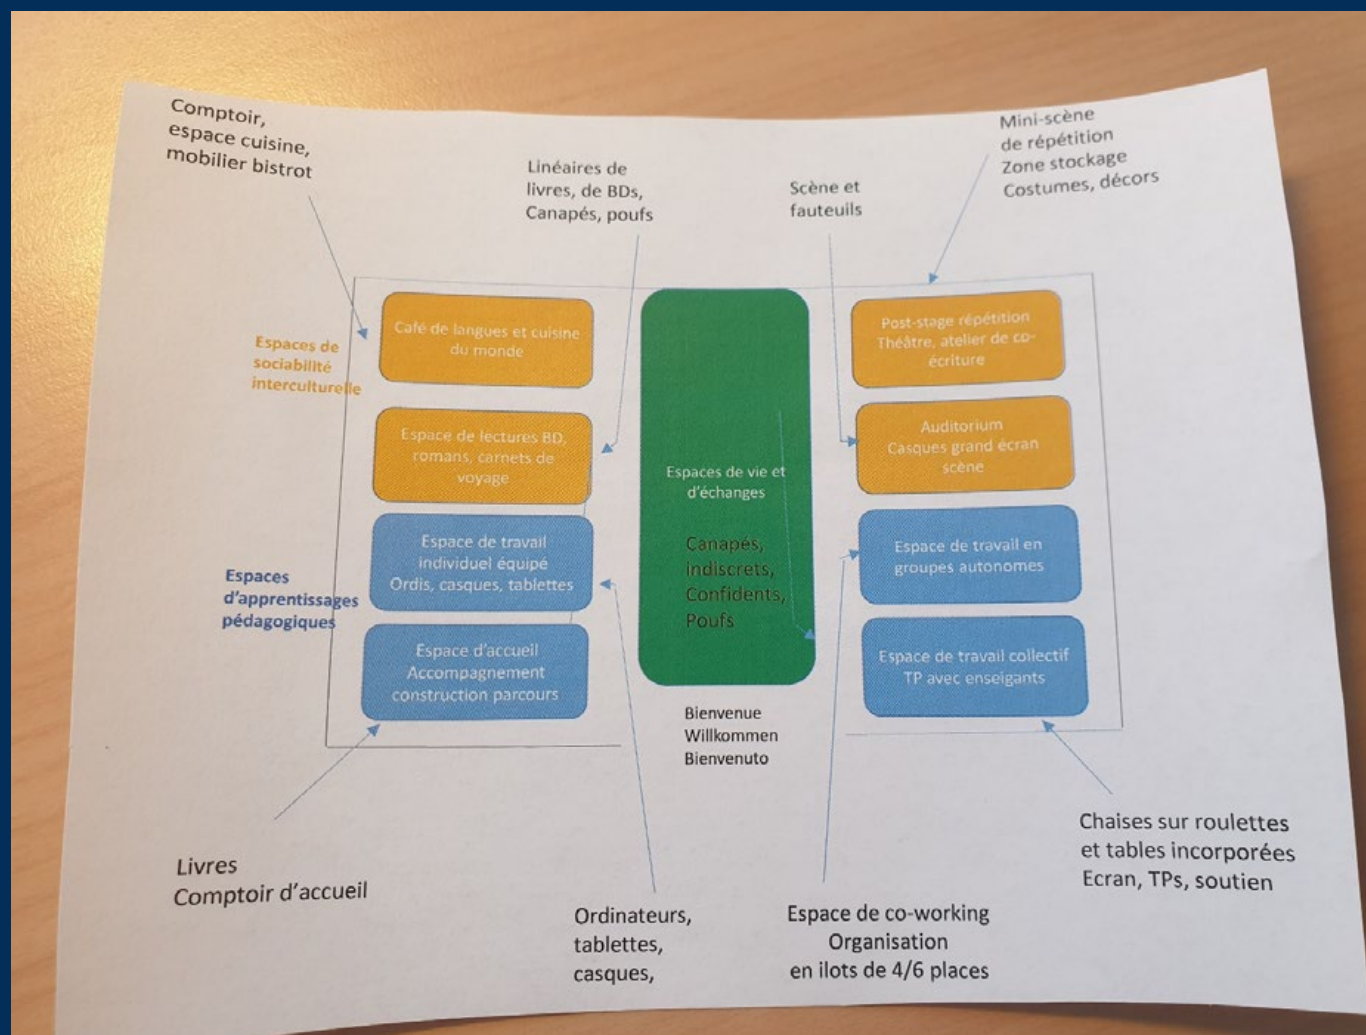 Comptoir,
espace cuisine,
mobilier bistrot
Linéaires de
livres, de BDs,
Canapés, poufs
Scène et
fauteuils
Mini-scène
de répétition
Zone stockage
Costumes, décors
Espaces de
sociabilité
interculturelle
Café de langues et cuisine
du monde
Espace de lectures BD,
romans, carnets de
voyage
Espaces
d'apprentissages
pédagogiques
Espace de travail
individuel équipé
Ordis, casques, tablettes
Espace d'accueil
Accompagnement
construction parcours
Espaces de vie et
d'échanges
Canapés,
indiscrets,
Confidents,
Poufs
Bienvenue
Willkommen
Bienvenuto
Post-stage répétition
Théâtre, atelier de co-
écriture
Auditorium
Casques grand écran
scène
Espace de travail en
groupes autonomes
Espace de travail collectif
TP avec enseigants
Livres
Comptoir d'accueil
Ordinateurs,
tablettes,
casques,
Espace de co-working
Organisation
en ilots de 4/6 places
Chaises sur roulettes
et tables incorporées
Ecran, TPs, soutien